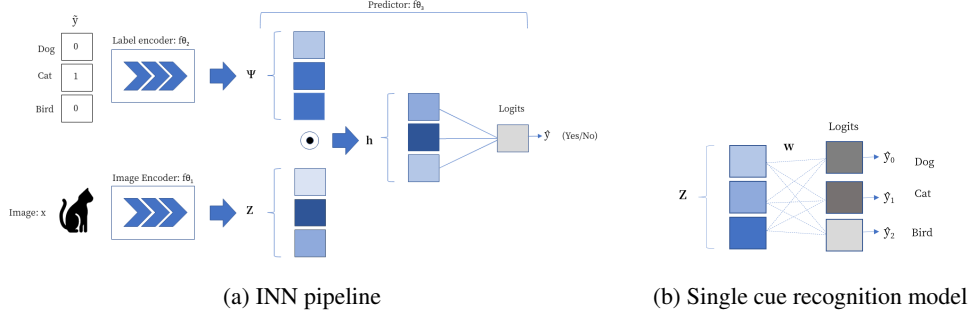 ỹ
Dog 0
Cat 1
Bird 0
Label encoder: fθ₂
Ψ
Predictor: fθ₃
h
Logits
ŷ (Yes/No)
Image: x
Image Encoder: fθ₁
Z
(a) INN pipeline
Z
W
Logits
ŷ₀ Dog
ŷ₁ Cat
ŷ₂ Bird
(b) Single cue recognition model